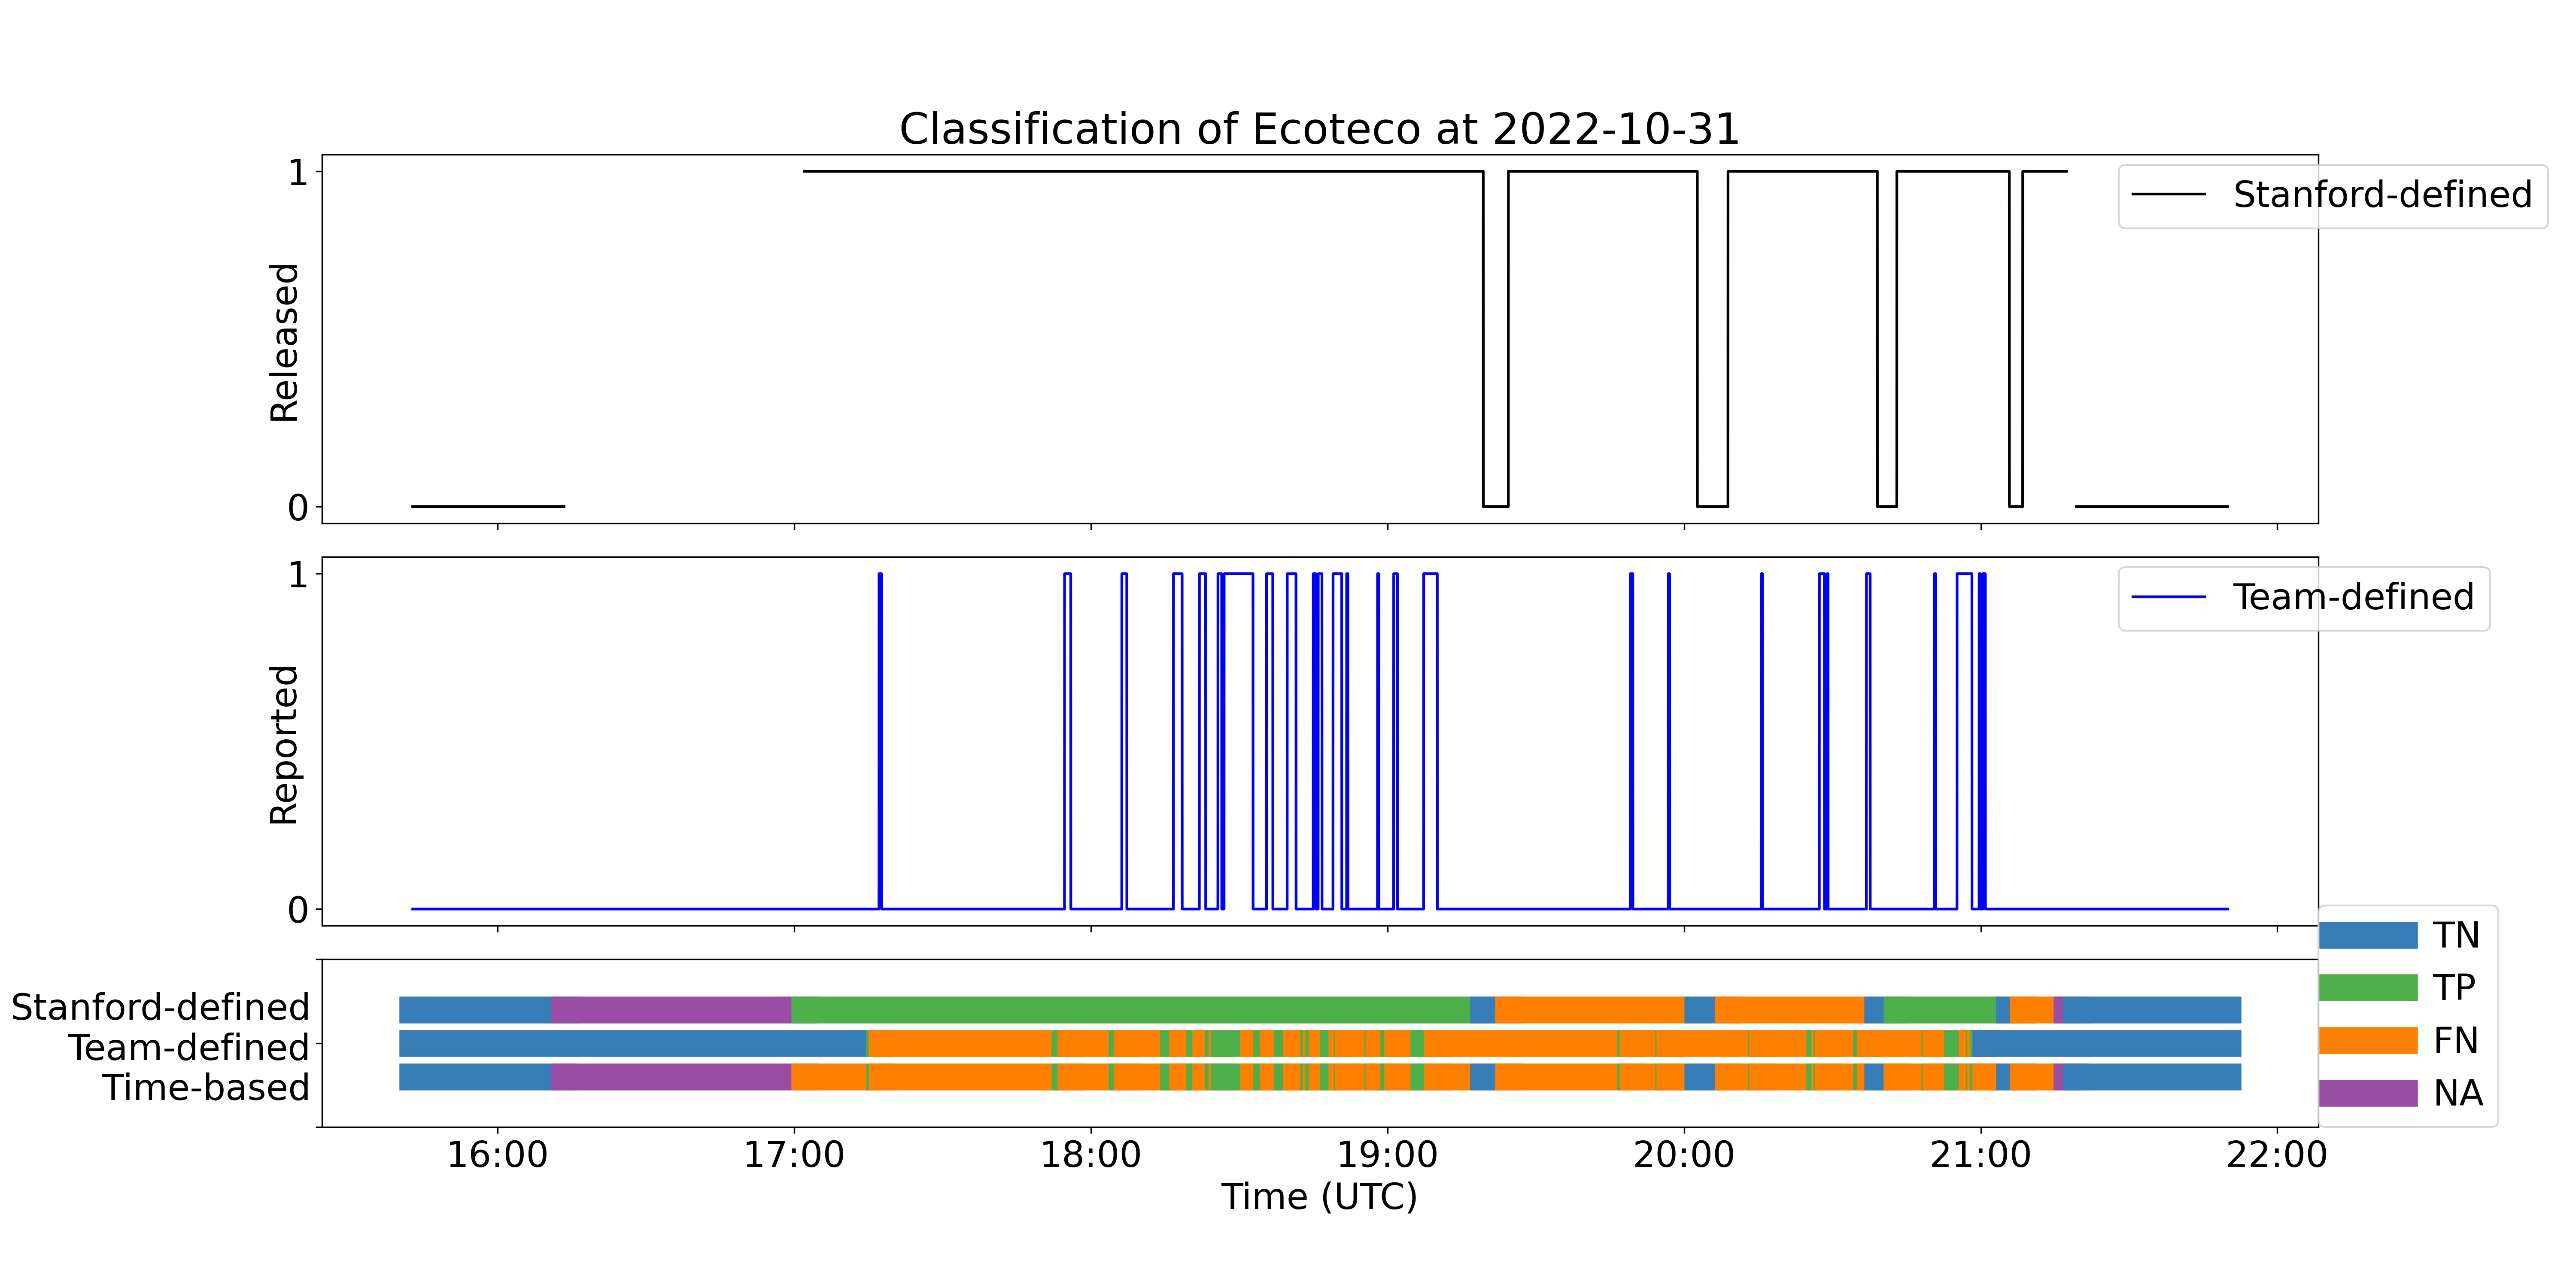 Classification of Ecoteco at 2022-10-31
1
Released
0
Stanford-defined
1
Reported
0
Team-defined
Stanford-defined
Team-defined
Time-based
TN
TP
FN
NA
16:00 17:00 18:00 19:00 20:00 21:00 22:00
Time (UTC)